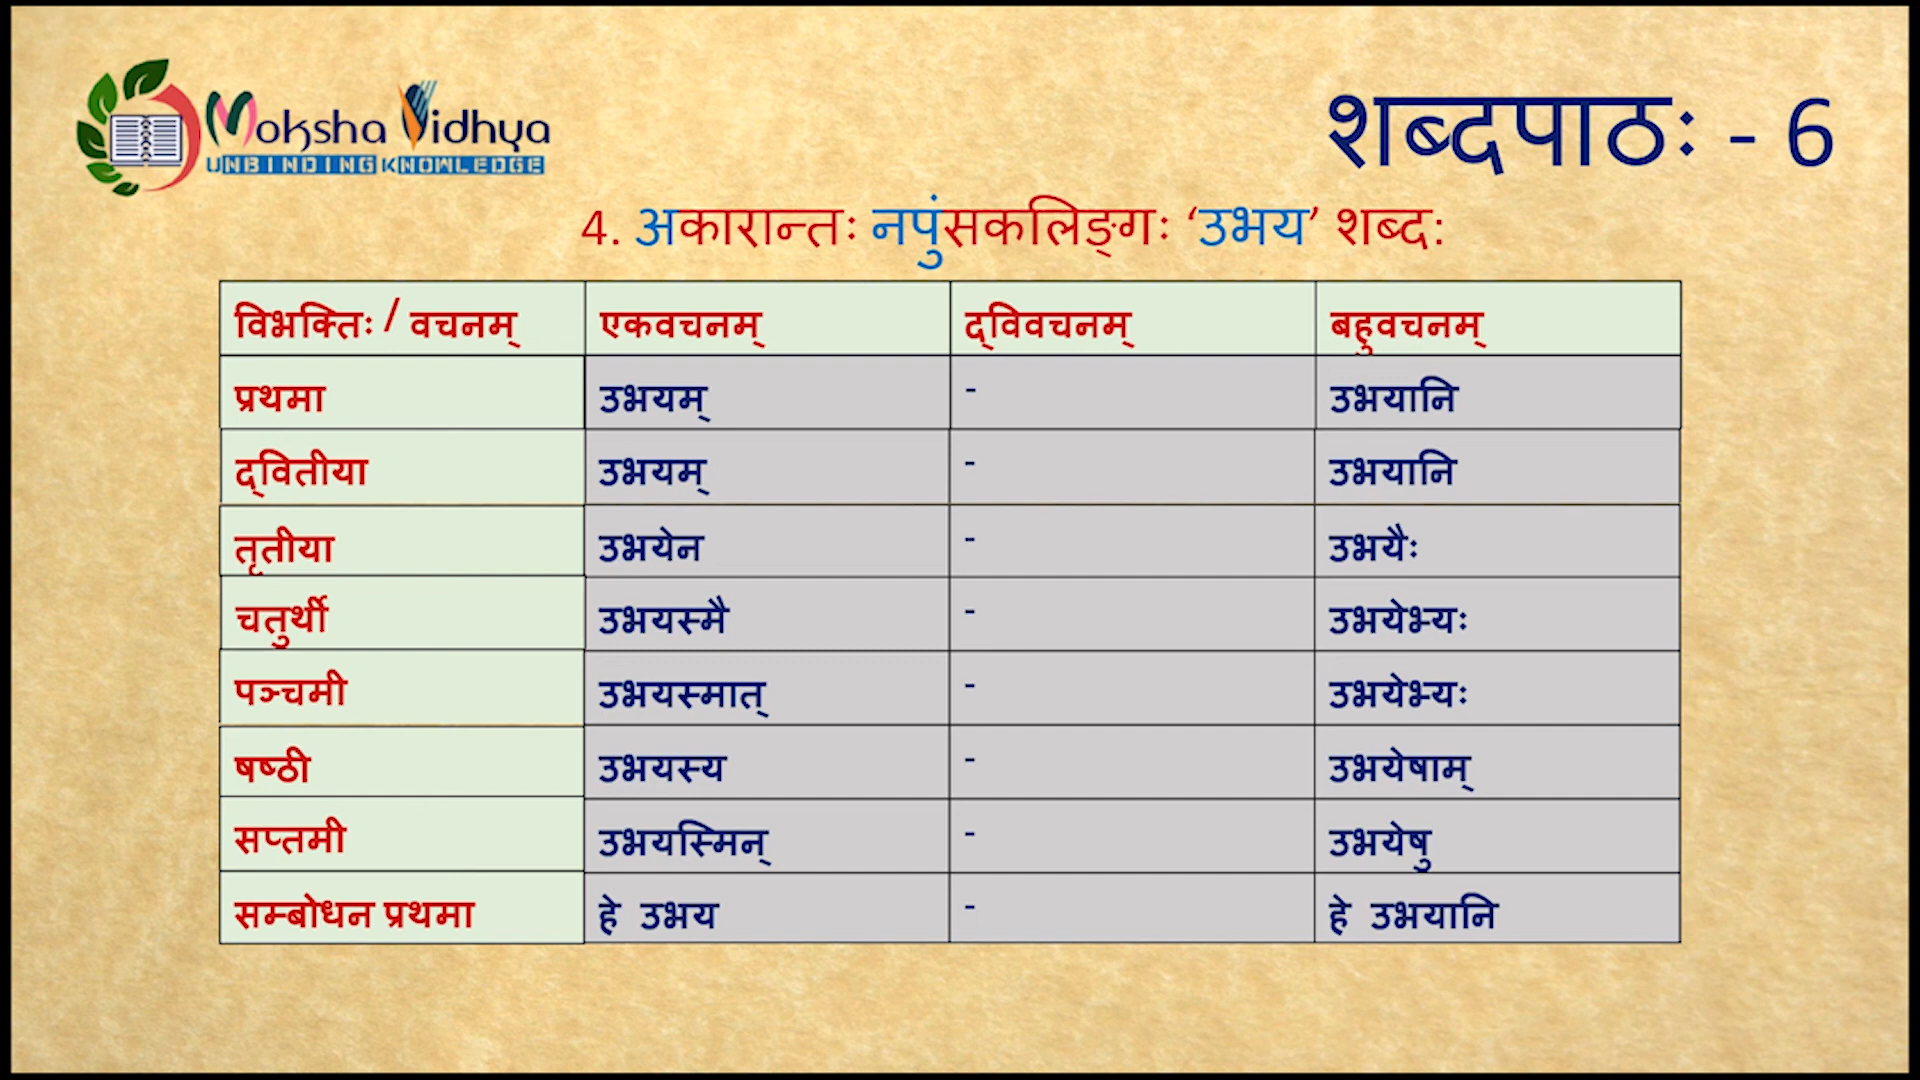 Moksha Vidhya
UNBINDING KNOWLEDGE
शब्दपाठः - 6
4. अकारान्तः नपुंसकलिङ्गः ‘उभय’ शब्द:
विभक्तिः / वचनम् एकवचनम् द्विवचनम् बहुवचनम्
प्रथमा उभयम् - उभयानि
द्वितीया उभयम् - उभयानि
तृतीया उभयेन - उभयैः
चतुर्थी उभयस्मै - उभयेभ्यः
पञ्चमी उभयस्मात् - उभयेभ्यः
षष्ठी उभयस्य - उभयेषाम्
सप्तमी उभयस्मिन् - उभयेषु
सम्बोधन प्रथमा हे उभय - हे उभयानि